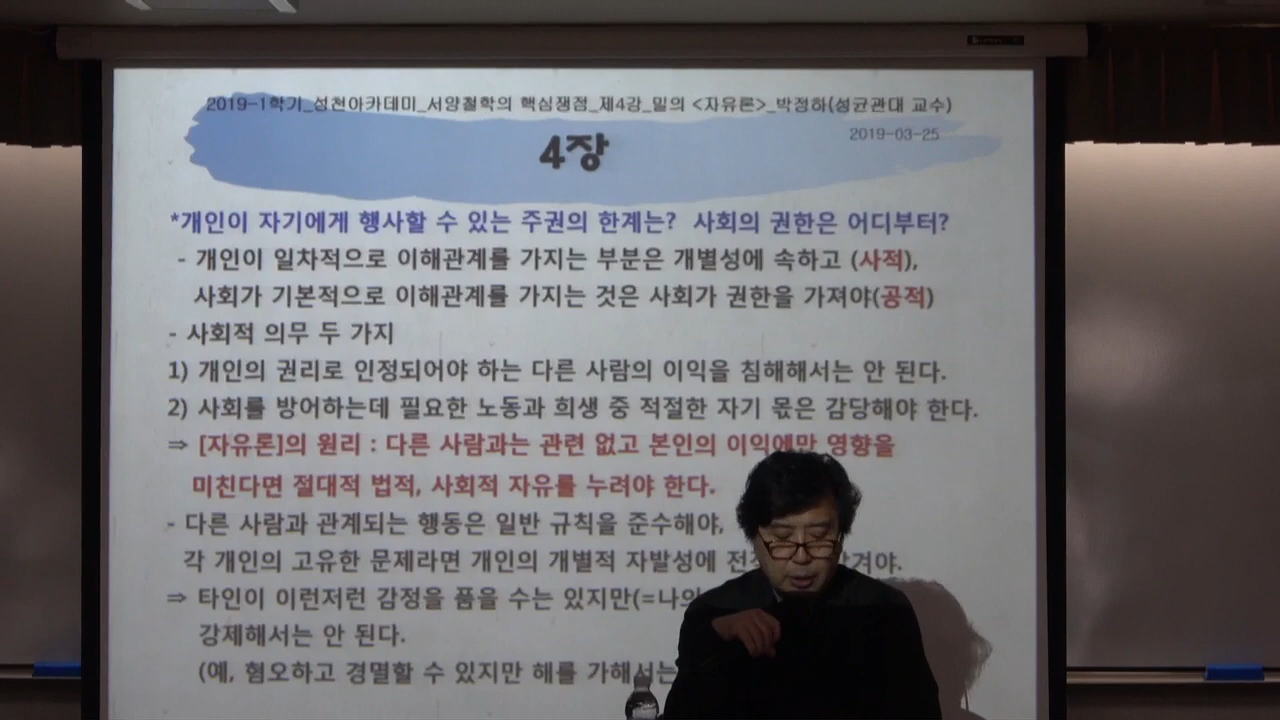 2019-1학기_성천아카데미_서양철학의 핵심쟁점_제4강_밀의 <자유론>_박정하(성균관대 교수)
2019-03-25
4장
*개인이 자기에게 행사할 수 있는 주권의 한계는? 사회의 권한은 어디부터?
- 개인이 일차적으로 이해관계를 가지는 부분은 개별성에 속하고 (사적),
사회가 기본적으로 이해관계를 가지는 것은 사회가 권한을 가져야(공적)
- 사회적 의무 두 가지
1) 개인의 권리로 인정되어야 하는 다른 사람의 이익을 침해해서는 안 된다.
2) 사회를 방어하는데 필요한 노동과 희생 중 적절한 자기 몫은 감당해야 한다.
⇒ [자유론]의 원리 : 다른 사람과는 관련 없고 본인의 이익에만 영향을
미친다면 절대적 법적, 사회적 자유를 누려야 한다.
- 다른 사람과 관계되는 행동은 일반 규칙을 준수해야,
각 개인의 고유한 문제라면 개인의 개별적 자발성에
⇒ 타인이 이런저런 감정을 품을 수는 있지만(=나의
강제해서는 안 된다.
(예, 혐오하고 경멸할 수 있지만 해를 가해서는